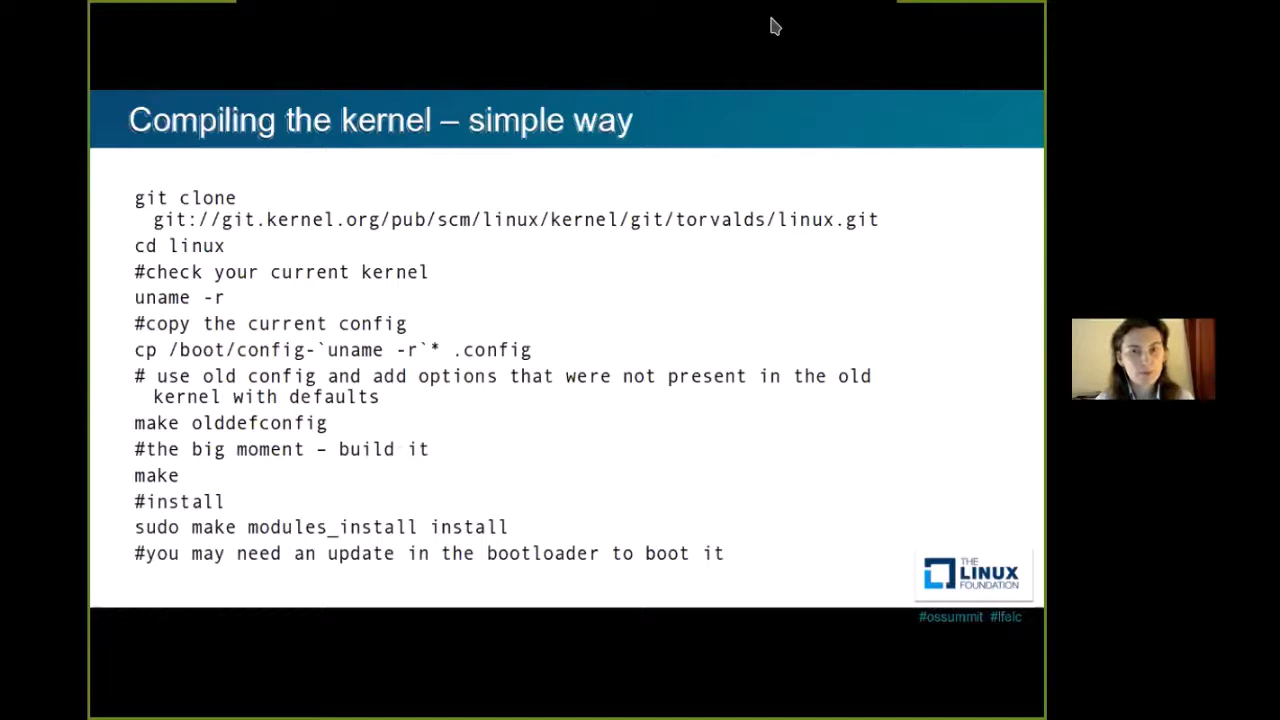 Compiling the kernel – simple way
git clone
git://git.kernel.org/pub/scm/linux/kernel/git/torvalds/linux.git
cd linux
#check your current kernel
uname -r
#copy the current config
cp /boot/config-`uname -r`* .config
# use old config and add options that were not present in the old
kernel with defaults
make olddefconfig
#the big moment – build it
make
#install
sudo make modules_install install
#you may need an update in the bootloader to boot it
THE
LINUX
FOUNDATION
#ossummit #lfelc